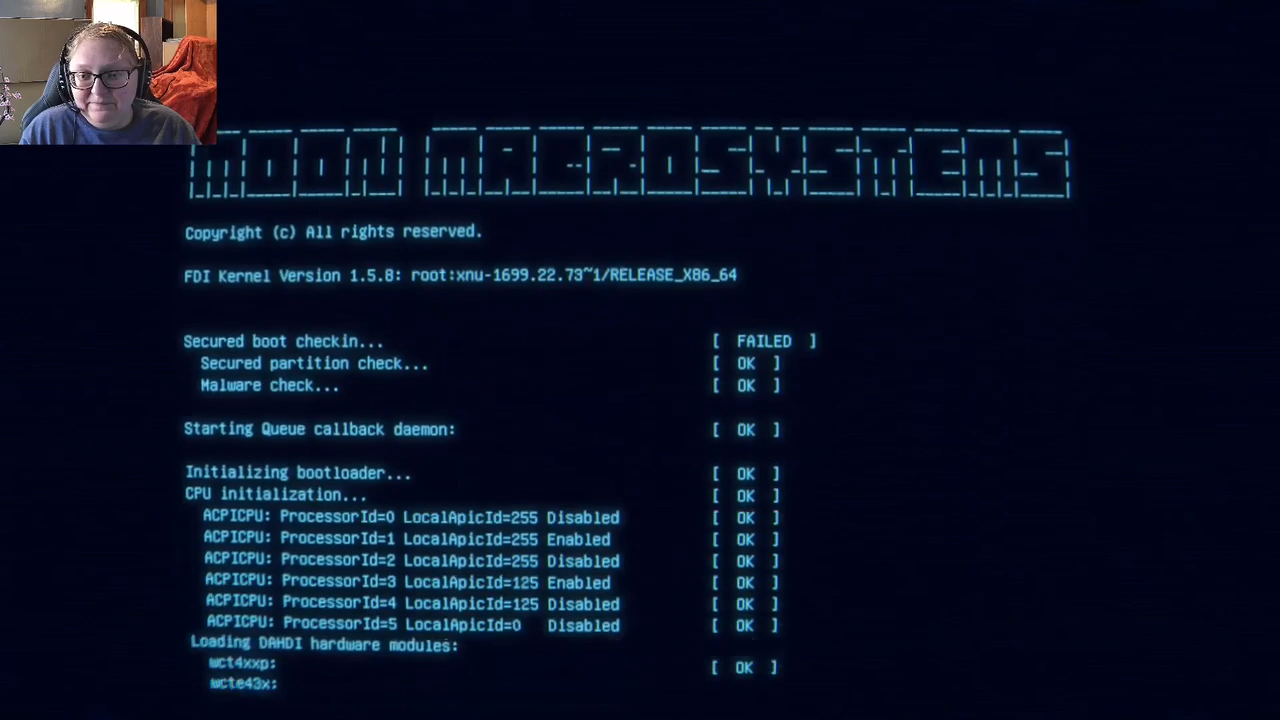 MOON MACROSYSTEMS
Copyright (c) All rights reserved.
FDI Kernel Version 1.5.8: root:xnu-1699.22.73~1/RELEASE_X86_64
Secured boot checkin... [ FAILED ]
Secured partition check... [ OK ]
Malware check... [ OK ]
Starting Queue callback daemon: [ OK ]
Initializing bootloader... [ OK ]
CPU initialization... [ OK ]
ACPICPU: ProcessorId=0 LocalApicId=255 Disabled [ OK ]
ACPICPU: ProcessorId=1 LocalApicId=255 Enabled [ OK ]
ACPICPU: ProcessorId=2 LocalApicId=255 Disabled [ OK ]
ACPICPU: ProcessorId=3 LocalApicId=125 Enabled [ OK ]
ACPICPU: ProcessorId=4 LocalApicId=125 Disabled [ OK ]
ACPICPU: ProcessorId=5 LocalApicId=0 Disabled [ OK ]
Loading DAHDI hardware modules:
wct4xxp: [ OK ]
wcte43x: